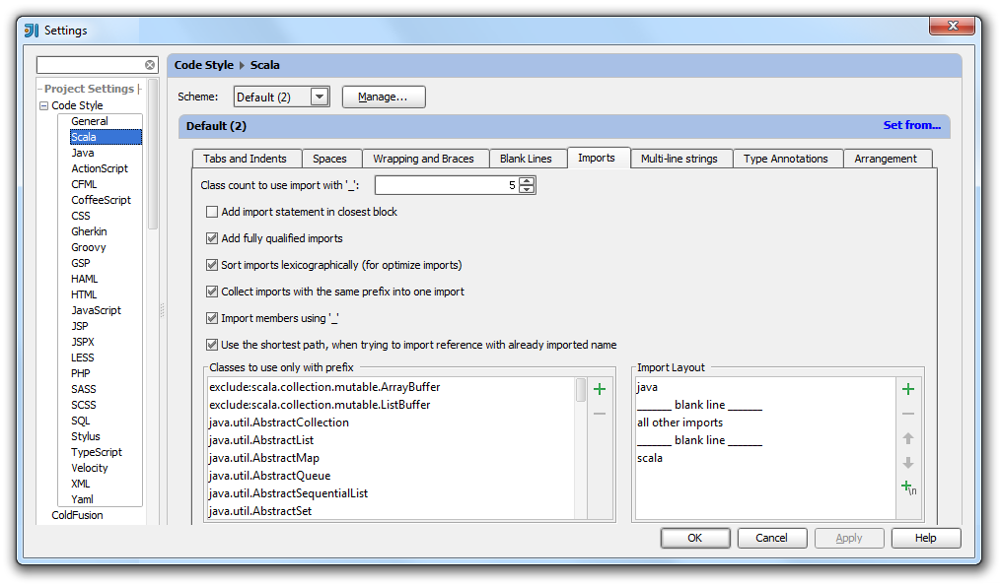 Settings
Project Settings
Code Style
General
Scala
Java
ActionScript
CFML
CoffeeScript
CSS
Gherkin
Groovy
GSP
HAML
HTML
JavaScript
JSP
JSPX
LESS
PHP
SASS
SCSS
SQL
Stylus
TypeScript
Velocity
XML
Yaml
ColdFusion
Code Style Scala
Scheme: Default (2) Manage...
Default (2) Set from...
Tabs and Indents Spaces Wrapping and Braces Blank Lines Imports Multi-line strings Type Annotations Arrangement
Class count to use import with '_': 5
Add import statement in closest block
Add fully qualified imports
Sort imports lexicographically (for optimize imports)
Collect imports with the same prefix into one import
Import members using '_'
Use the shortest path, when trying to import reference with already imported name
Classes to use only with prefix
exclude:scala.collection.mutable.ArrayBuffer
exclude:scala.collection.mutable.ListBuffer
java.util.AbstractCollection
java.util.AbstractList
java.util.AbstractMap
java.util.AbstractQueue
java.util.AbstractSequentialList
java.util.AbstractSet
Import Layout
java
______ blank line ______
all other imports
______ blank line ______
scala
\n
OK Cancel Apply Help